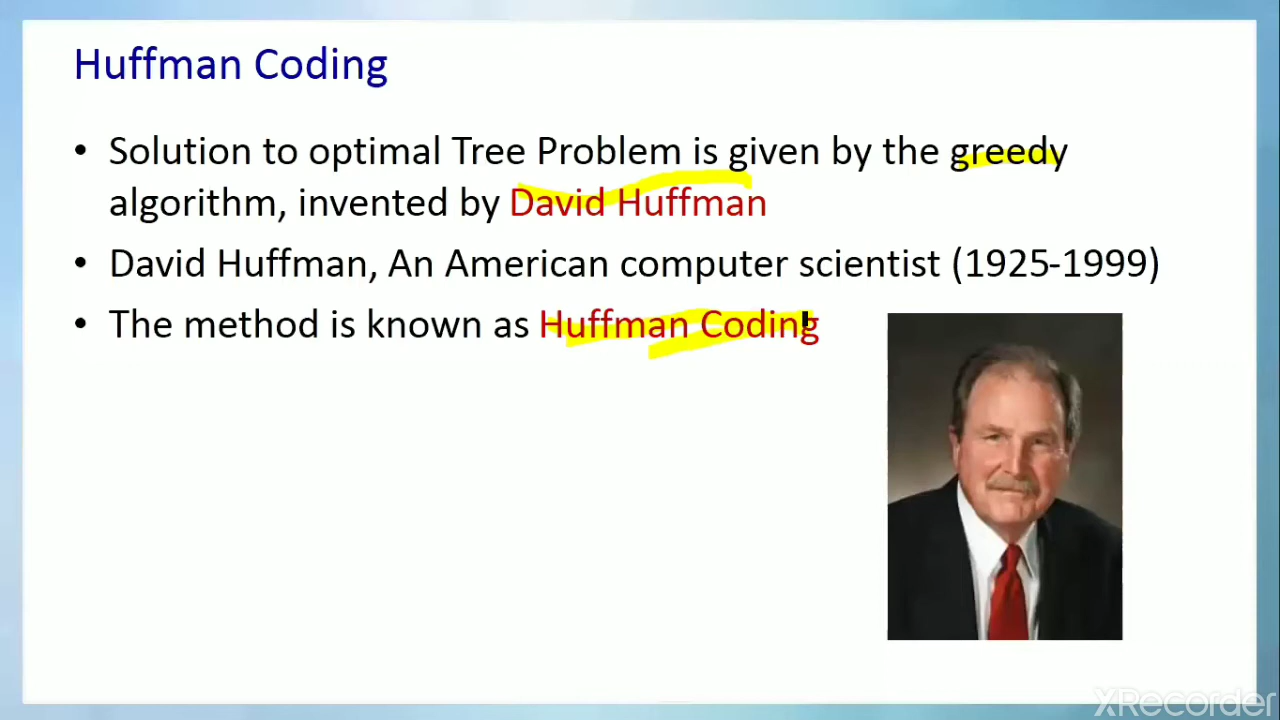 Huffman Coding
• Solution to optimal Tree Problem is given by the greedy
algorithm, invented by David Huffman
• David Huffman, An American computer scientist (1925-1999)
• The method is known as Huffman Coding
XRecorder